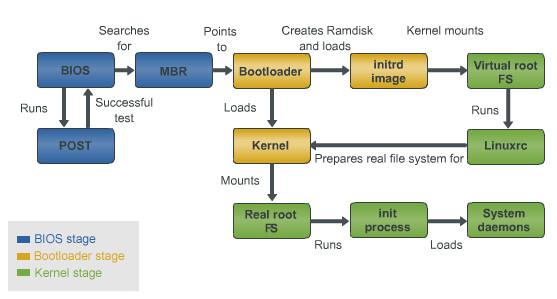 Searches
for
Points
to
Creates Ramdisk
and loads
Kernel mounts
BIOS
MBR
Bootloader
initrd
image
Virtual root
FS
Runs
Successful
test
Loads
Runs
POST
Kernel
Prepares real file system for
Linuxrc
Mounts
Real root
FS
init
process
System
daemons
Runs
Loads
BIOS stage
Bootloader stage
Kernel stage